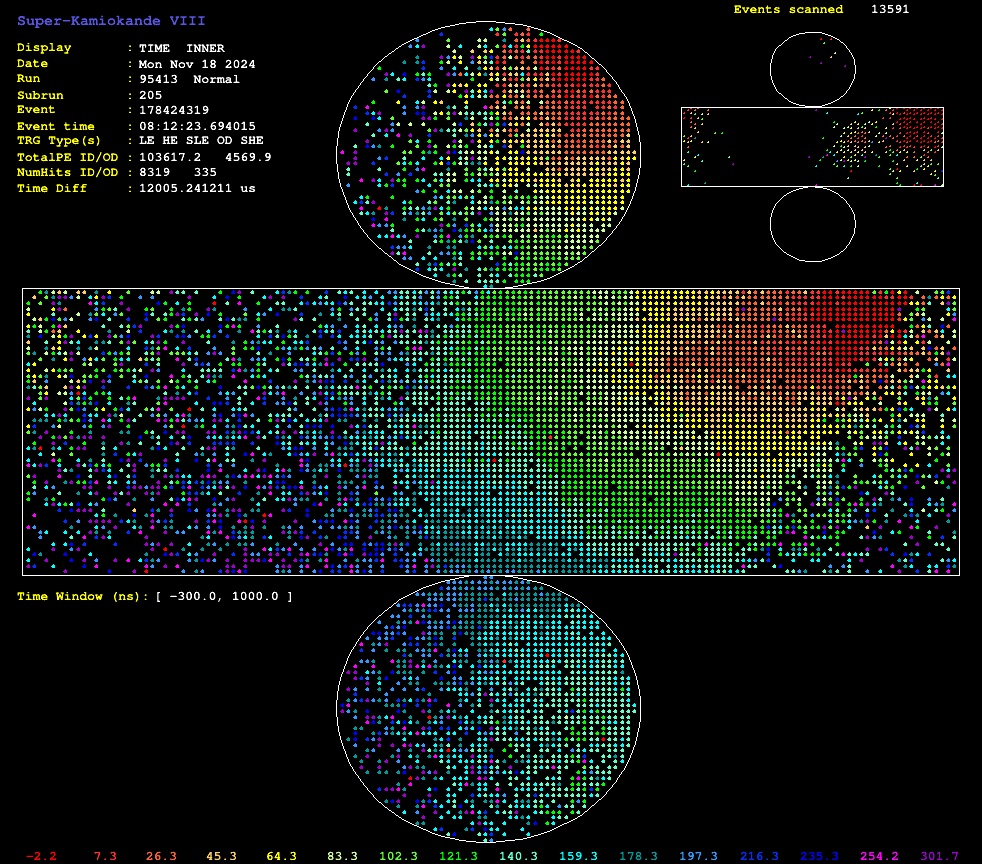 Super-Kamiokande VIII
Events scanned 13591
Display : TIME INNER
Date : Mon Nov 18 2024
Run : 95413 Normal
Subrun : 205
Event : 178424319
Event time : 08:12:23.694015
TRG Type(s) : LE HE SLE OD SHE
TotalPE ID/OD : 103617.2 4569.9
NumHits ID/OD : 8319 335
Time Diff : 12005.241211 us
Time Window (ns): [ -300.0, 1000.0 ]
-2.2 7.3 26.3 45.3 64.3 83.3 102.3 121.3 140.3 159.3 178.3 197.3 216.3 235.3 254.2 301.7